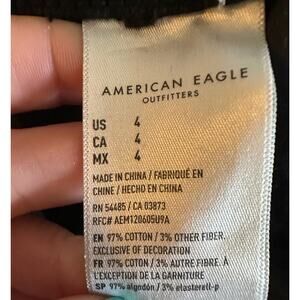 AMERICAN EAGLE
OUTFITTERS
US 4
CA 4
MX 4
MADE IN CHINA / FABRIQUÉ EN
CHINE / HECHO EN CHINA
RN 54485 / CA 03873
RFC# AEM120605U9A
EN 97% COTTON / 3% OTHER FIBER.
EXCLUSIVE OF DECORATION
FR 97% COTON / 3% AUTRE FIBRE. À
L'EXCEPTION DE LA GARNITURE
SP 97% algodón / 3% elasterell-p